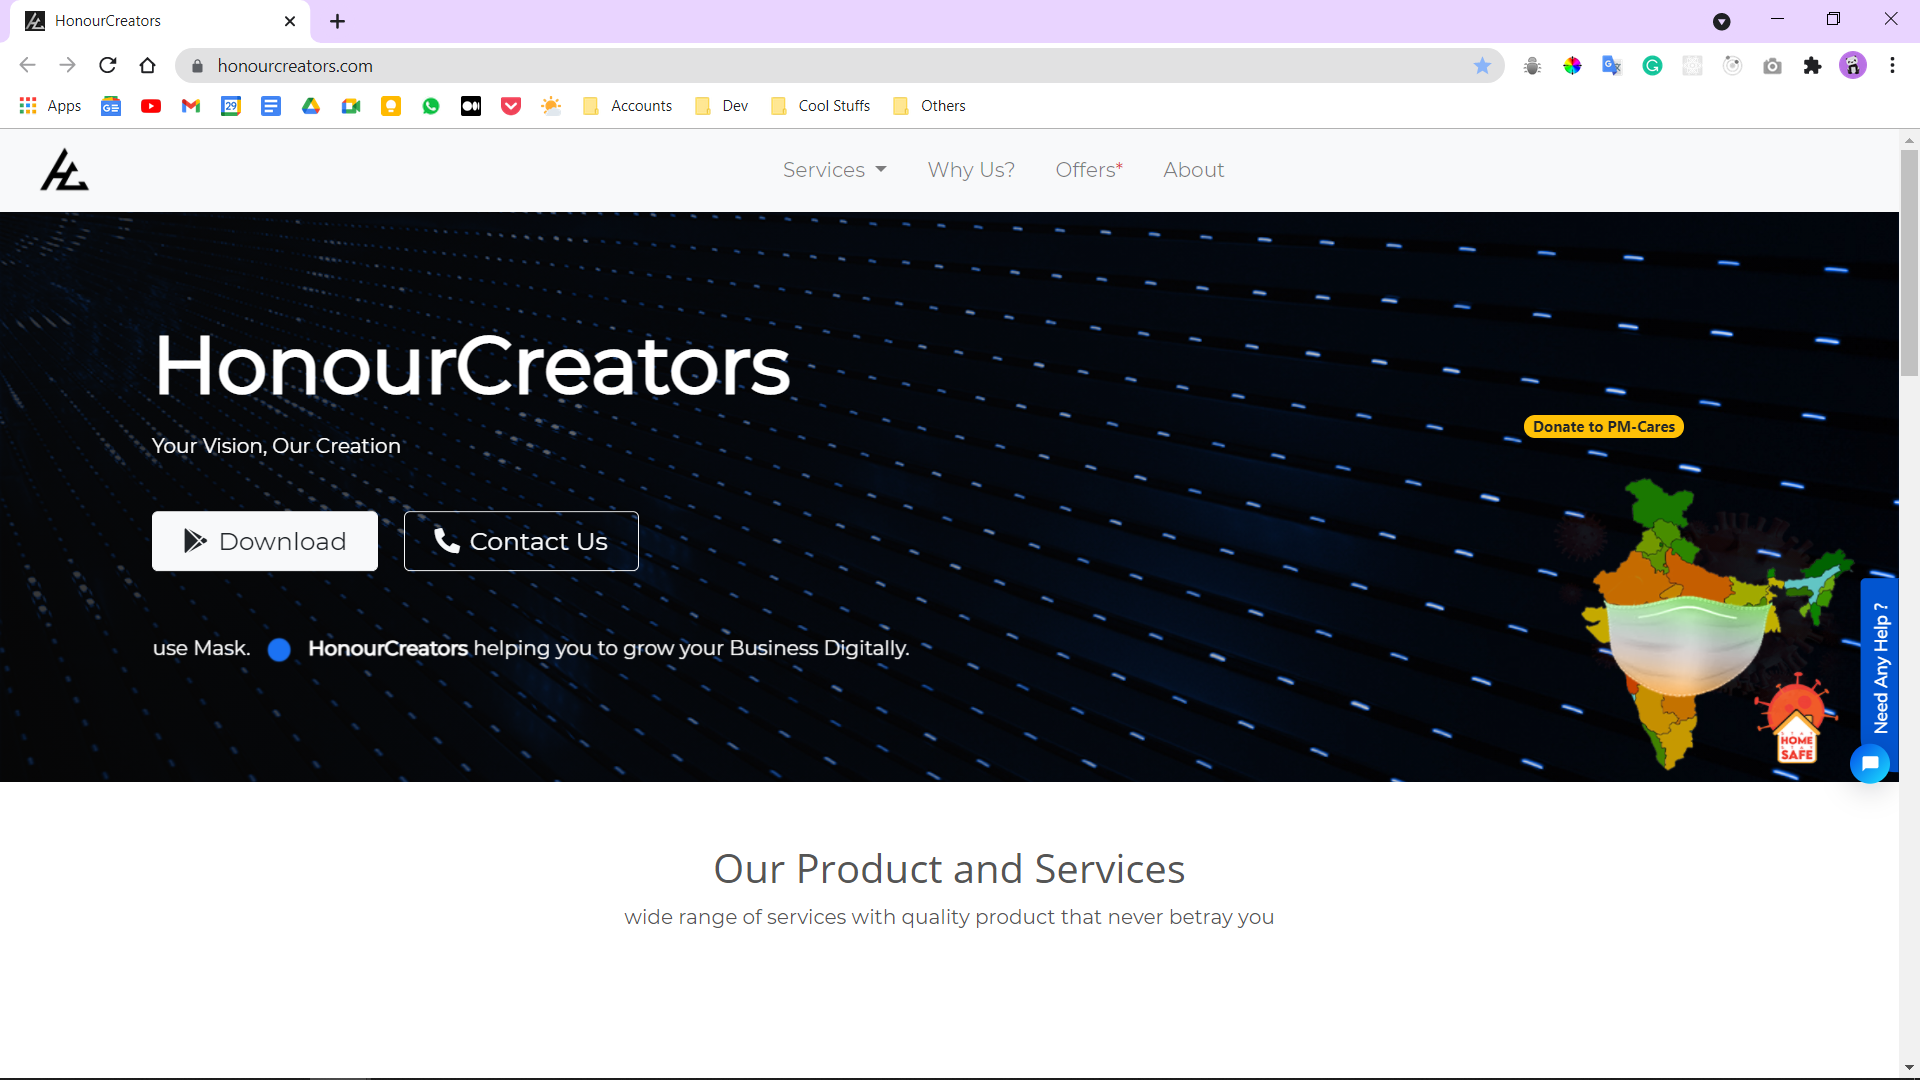 HonourCreators
honourcreators.com
Apps
29
Accounts
Dev
Cool Stuffs
Others
Services
Why Us?
Offers*
About
HonourCreators
Your Vision, Our Creation
Donate to PM-Cares
Download
Contact Us
use Mask. HonourCreators helping you to grow your Business Digitally.
Need Any Help ?
HOME
SAFE
Our Product and Services
wide range of services with quality product that never betray you